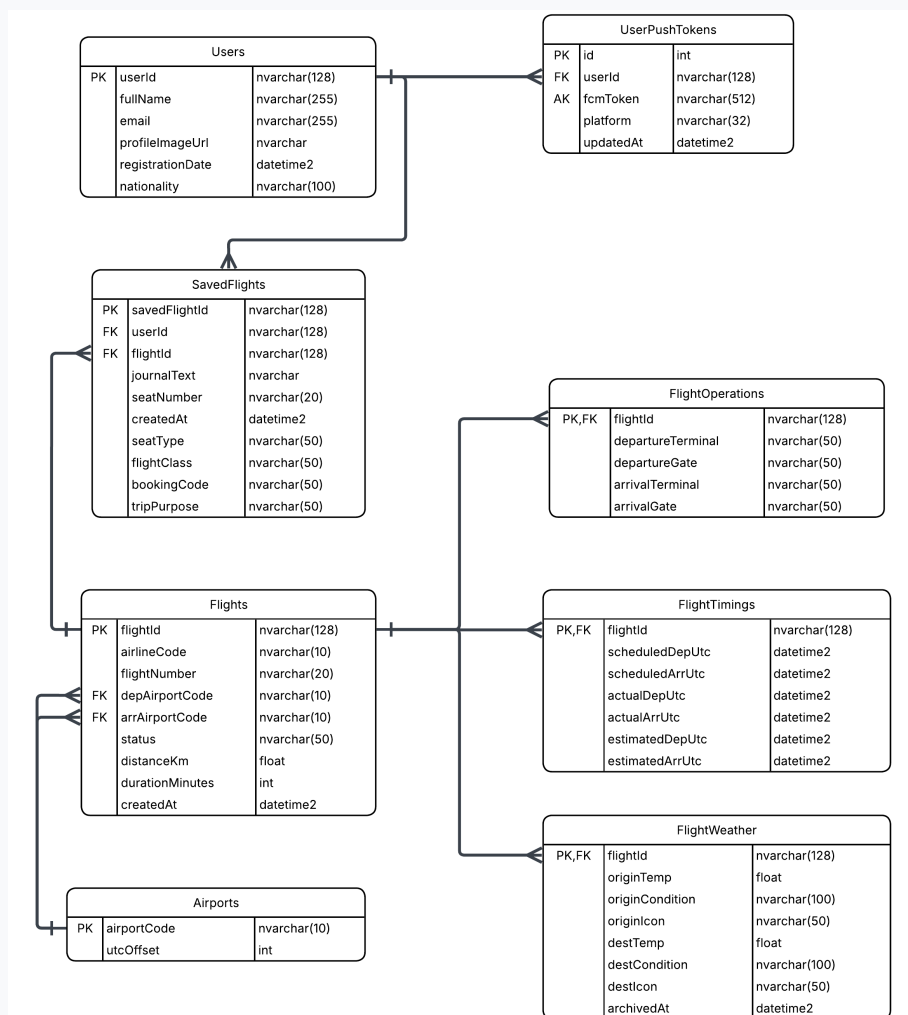 Users
PK userId nvarchar(128)
fullName nvarchar(255)
email nvarchar(255)
profileImageUrl nvarchar
registrationDate datetime2
nationality nvarchar(100)
UserPushTokens
PK id int
FK userId nvarchar(128)
AK fcmToken nvarchar(512)
platform nvarchar(32)
updatedAt datetime2
SavedFlights
PK savedFlightId nvarchar(128)
FK userId nvarchar(128)
FK flightId nvarchar(128)
journalText nvarchar
seatNumber nvarchar(20)
createdAt datetime2
seatType nvarchar(50)
flightClass nvarchar(50)
bookingCode nvarchar(50)
tripPurpose nvarchar(50)
FlightOperations
PK,FK flightId nvarchar(128)
departureTerminal nvarchar(50)
departureGate nvarchar(50)
arrivalTerminal nvarchar(50)
arrivalGate nvarchar(50)
Flights
PK flightId nvarchar(128)
airlineCode nvarchar(10)
flightNumber nvarchar(20)
FK depAirportCode nvarchar(10)
FK arrAirportCode nvarchar(10)
status nvarchar(50)
distanceKm float
durationMinutes int
createdAt datetime2
FlightTimings
PK,FK flightId nvarchar(128)
scheduledDepUtc datetime2
scheduledArrUtc datetime2
actualDepUtc datetime2
actualArrUtc datetime2
estimatedDepUtc datetime2
estimatedArrUtc datetime2
Airports
PK airportCode nvarchar(10)
utcOffset int
FlightWeather
PK,FK flightId nvarchar(128)
originTemp float
originCondition nvarchar(100)
originIcon nvarchar(50)
destTemp float
destCondition nvarchar(100)
destIcon nvarchar(50)
archivedAt datetime2